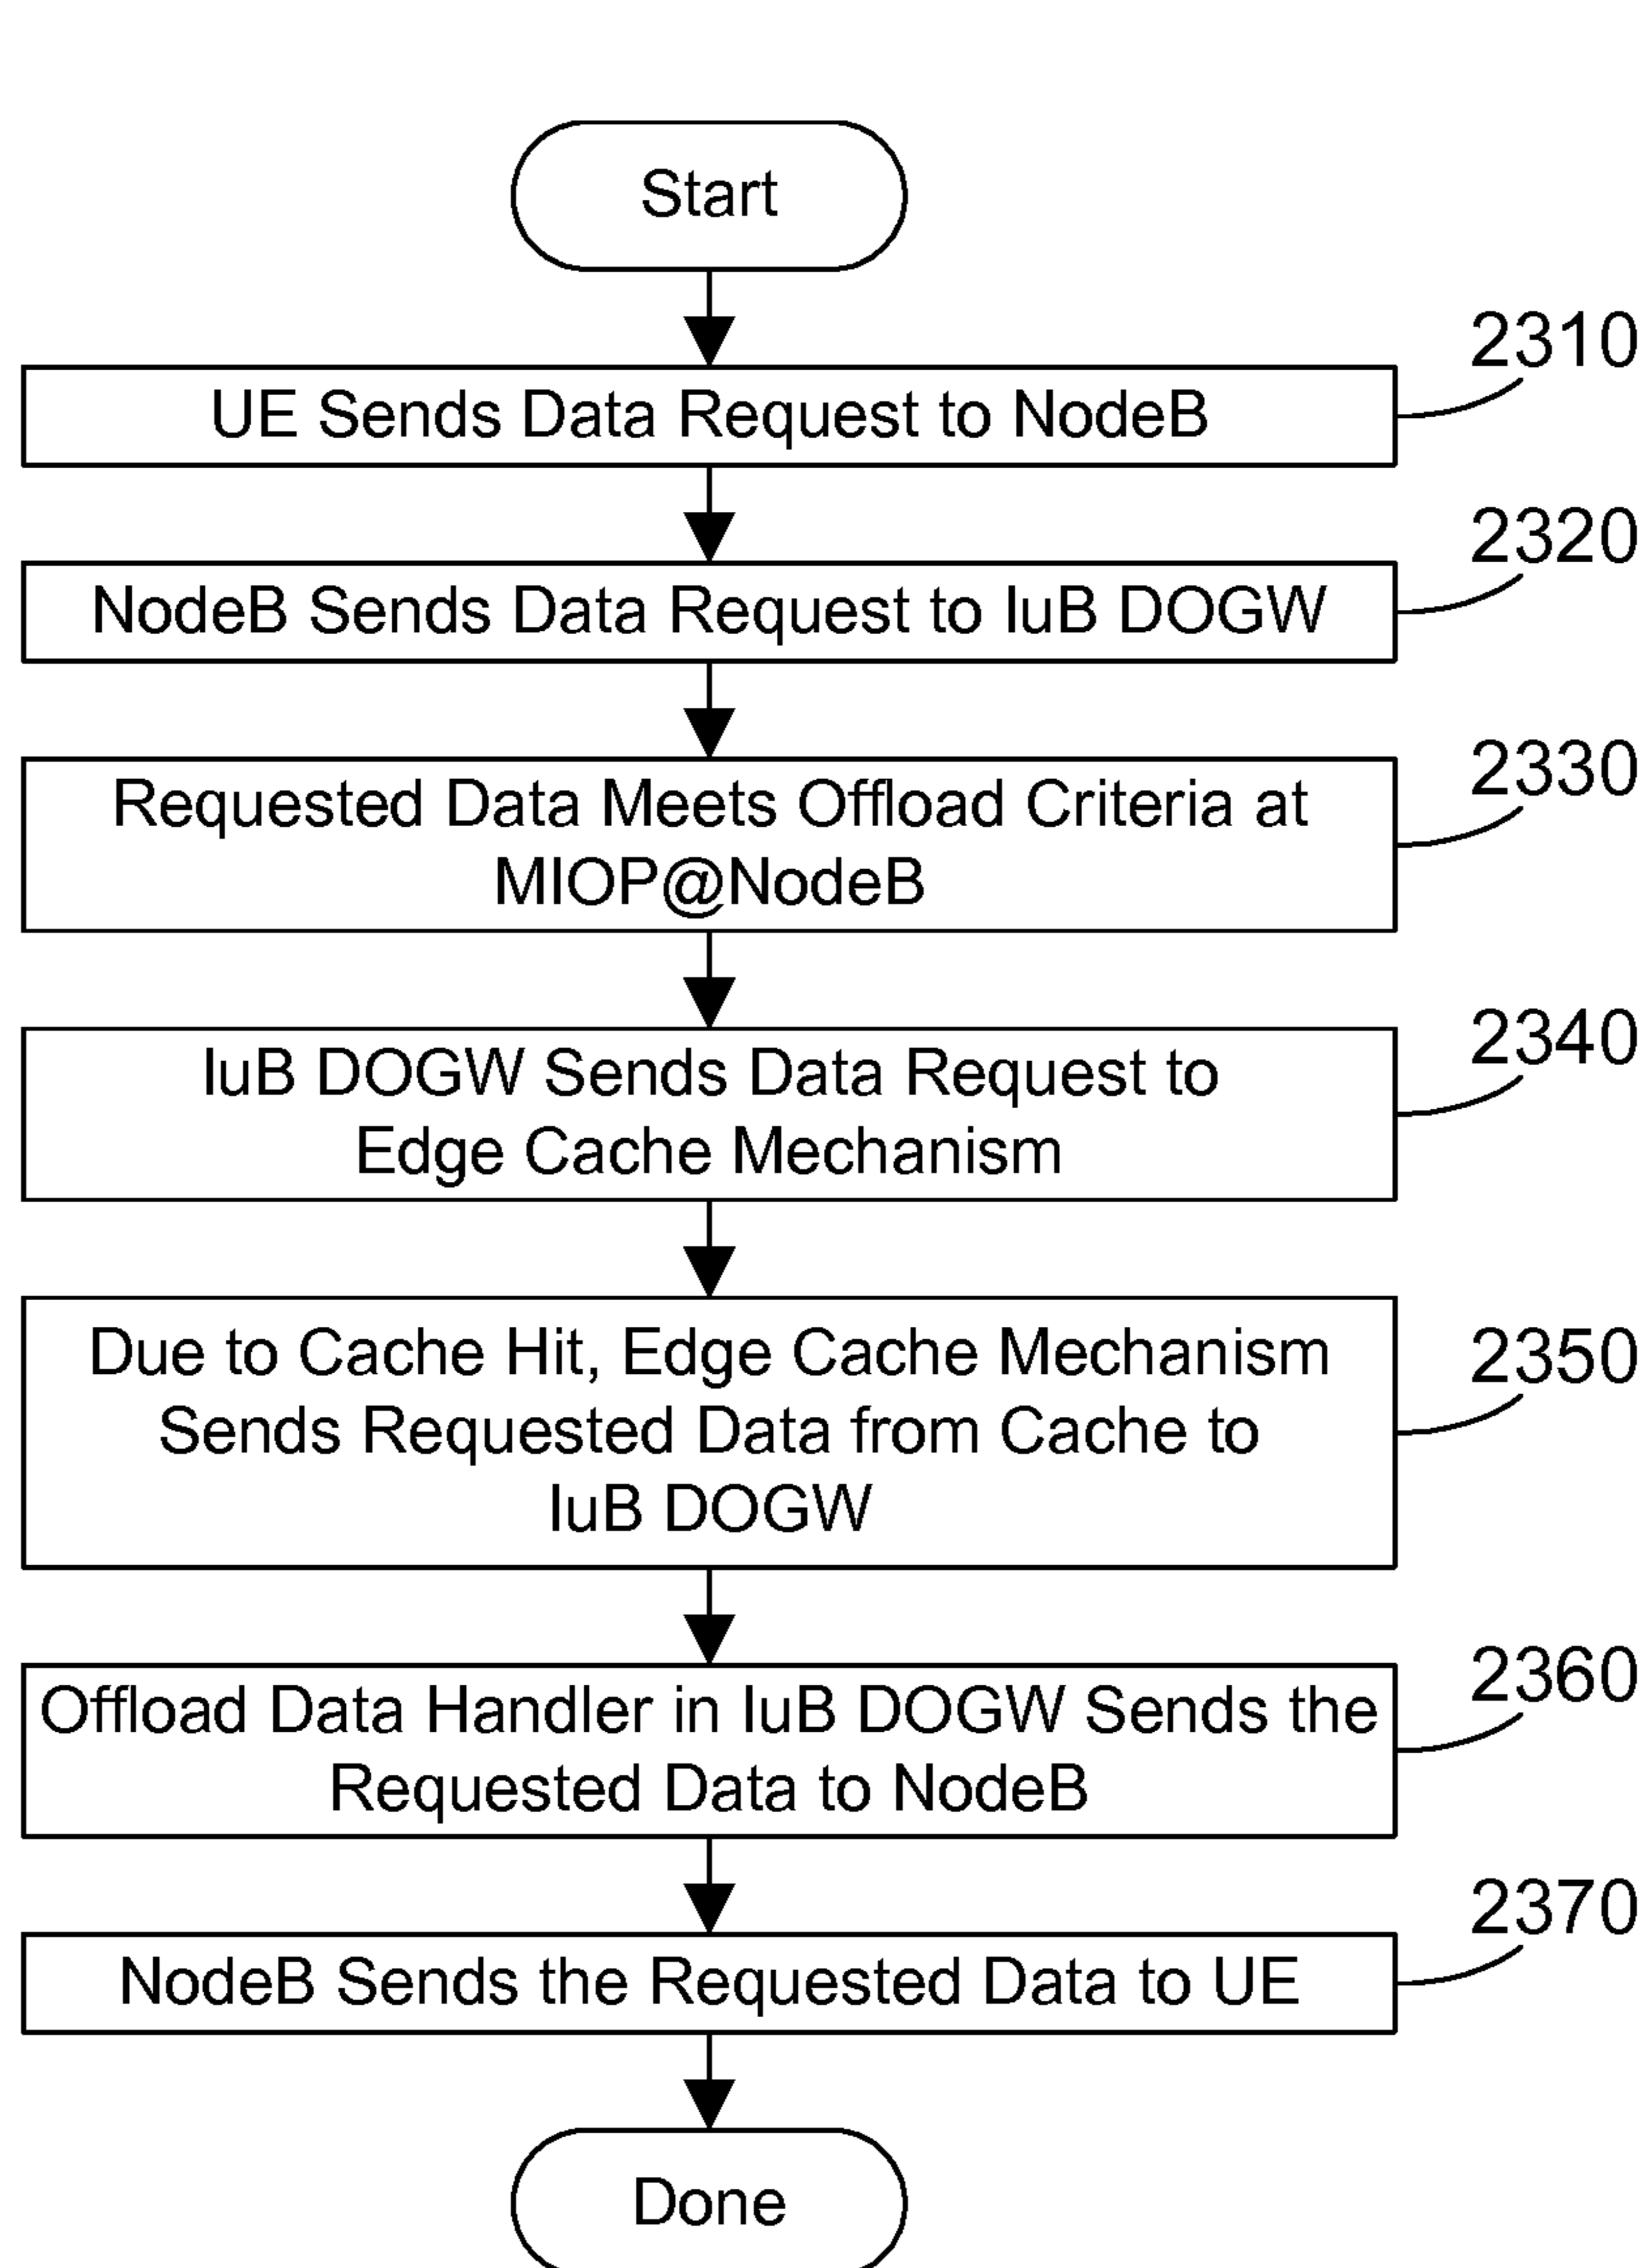 Start
2310
UE Sends Data Request to NodeB
2320
NodeB Sends Data Request to IuB DOGW
2330
Requested Data Meets Offload Criteria at
MIOP@NodeB
2340
IuB DOGW Sends Data Request to
Edge Cache Mechanism
2350
Due to Cache Hit, Edge Cache Mechanism
Sends Requested Data from Cache to
IuB DOGW
2360
Offload Data Handler in IuB DOGW Sends the
Requested Data to NodeB
2370
NodeB Sends the Requested Data to UE
Done